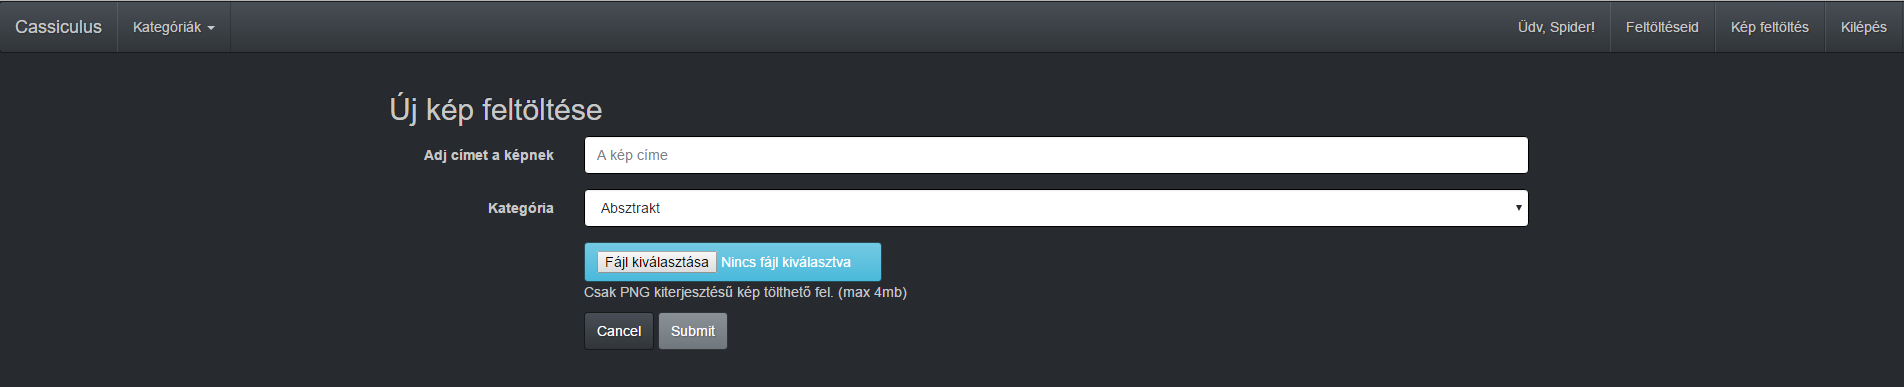 Cassiculus Kategóriák Üdv, Spider! Feltöltéseid Kép feltöltés Kilépés
Új kép feltöltése
Adj címet a képnek A kép címe
Kategória Absztrakt
Fájl kiválasztása Nincs fájl kiválasztva
Csak PNG kiterjesztésű kép tölthető fel. (max 4mb)
Cancel Submit